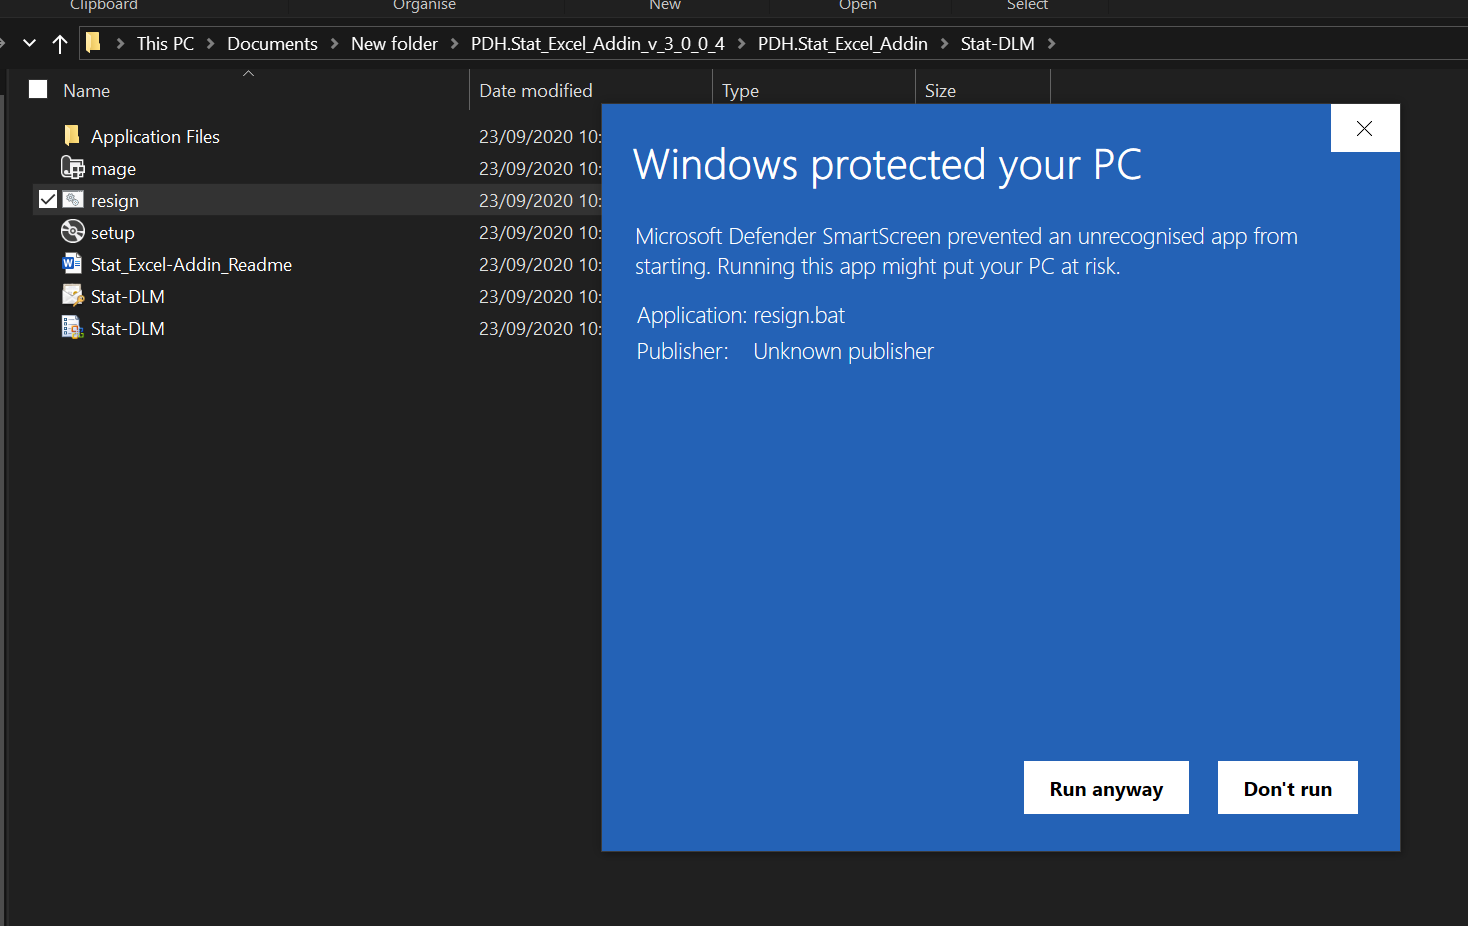 Clipboard Organise New Open Select
This PC Documents New folder PDH.Stat_Excel_Addin_v_3_0_0_4 PDH.Stat_Excel_Addin Stat-DLM
Name Date modified Type Size
Application Files 23/09/2020 10:
mage 23/09/2020 10:
resign 23/09/2020 10:
setup 23/09/2020 10:
Stat_Excel-Addin_Readme 23/09/2020 10:
Stat-DLM 23/09/2020 10:
Stat-DLM 23/09/2020 10:
Windows protected your PC
Microsoft Defender SmartScreen prevented an unrecognised app from
starting. Running this app might put your PC at risk.
Application: resign.bat
Publisher: Unknown publisher
Run anyway Don't run